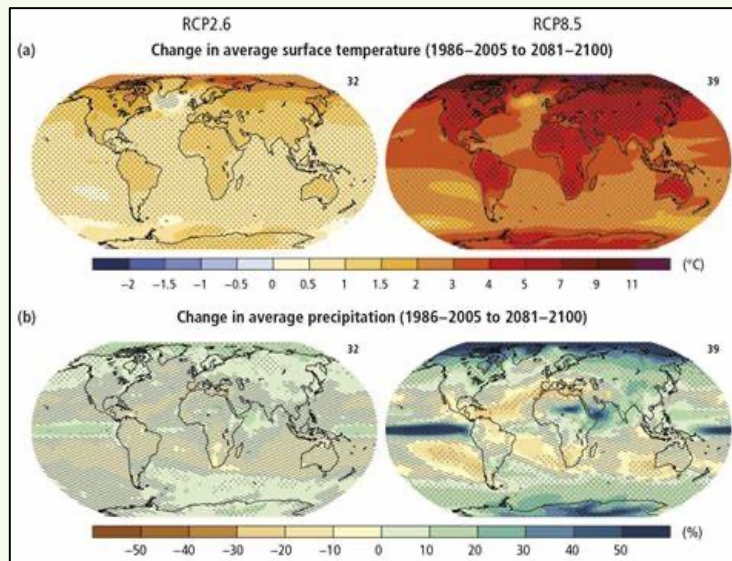 RCP2.6 RCP8.5
(a) Change in average surface temperature (1986–2005 to 2081–2100)
32 39
−2 −1.5 −1 −0.5 0 0.5 1 1.5 2 3 4 5 7 9 11 (°C)
(b) Change in average precipitation (1986–2005 to 2081–2100)
32 39
−50 −40 −30 −20 −10 0 10 20 30 40 50 (%)